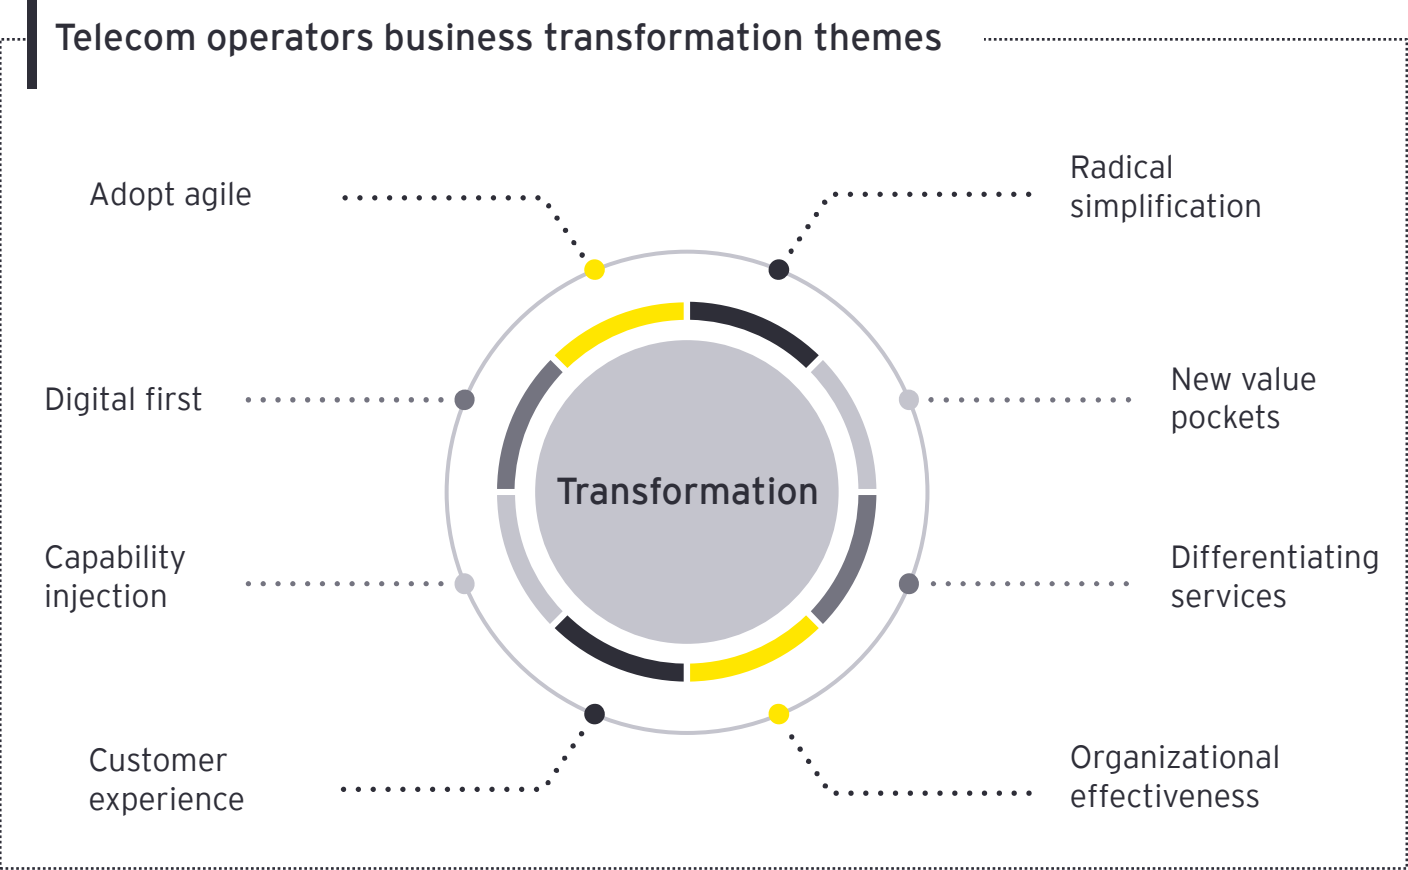 Telecom operators business transformation themes
Adopt agile
Radical
simplification
Digital first
New value
pockets
Transformation
Capability
injection
Differentiating
services
Customer
experience
Organizational
effectiveness